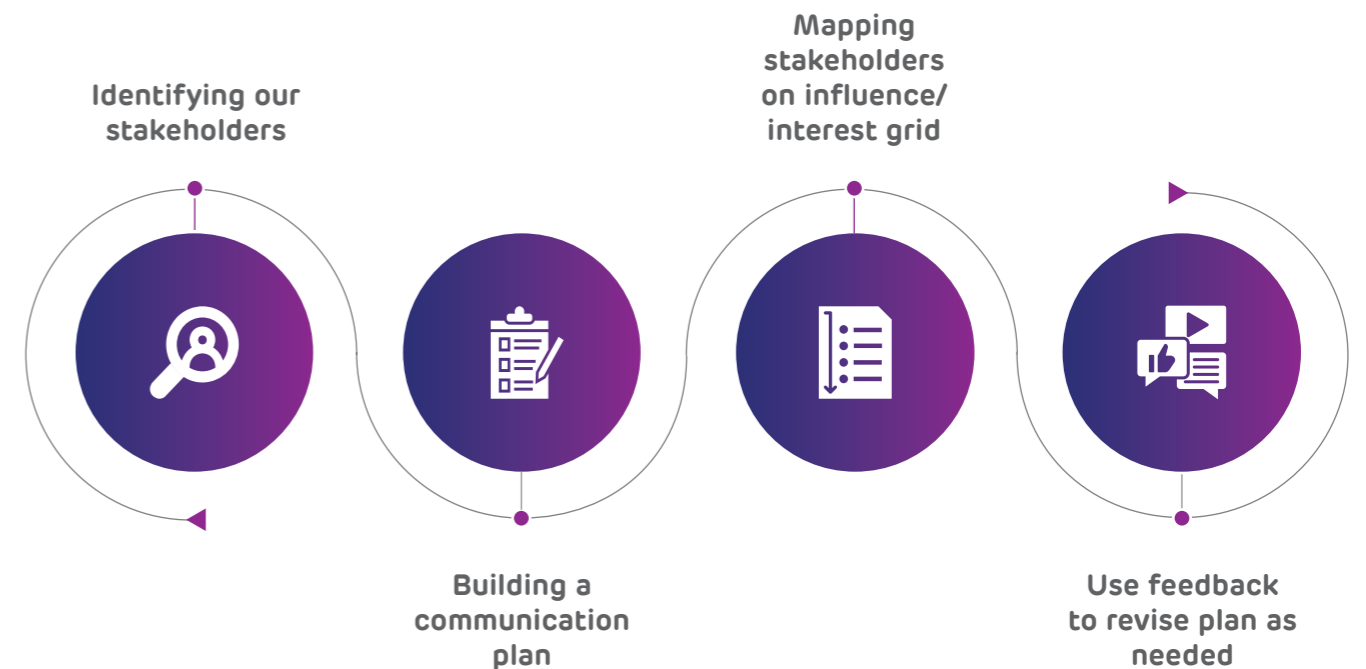 Identifying our
stakeholders
Building a
communication
plan
Mapping
stakeholders
on influence/
interest grid
Use feedback
to revise plan as
needed